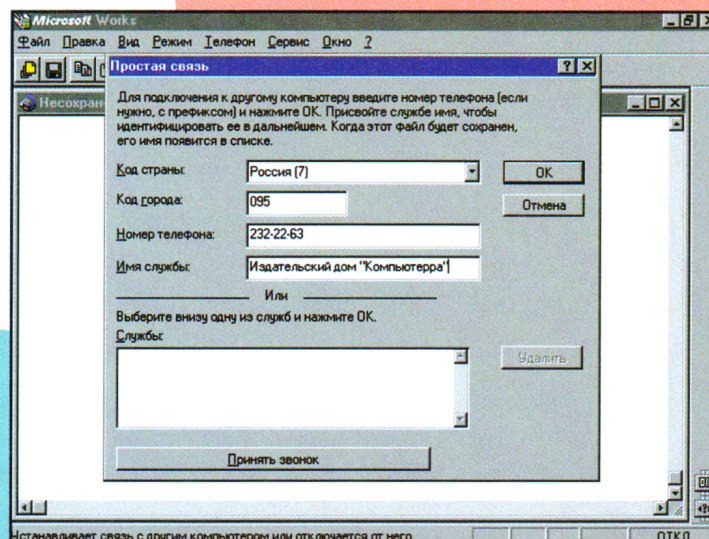 Microsoft Works
Файл Правка Вид Режим Телефон Сервис Окно ?
Простая связь
Несохран
Для подключения к другому компьютеру введите номер телефона (если
нужно, с префиксом) и нажмите ОК. Присвойте службе имя, чтобы
идентифицировать ее в дальнейшем. Когда этот файл будет сохранен,
его имя появится в списке.
Код страны: Россия (7) ОК
Код города: 095 Отмена
Номер телефона: 232-22-63
Имя службы: Издательский дом "Компьютерра"
Или
Выберите внизу одну из служб и нажмите ОК.
Службы:
Удалить
Принять звонок
Устанавливает связь с другим компьютером или отключается от него ОТКЛ